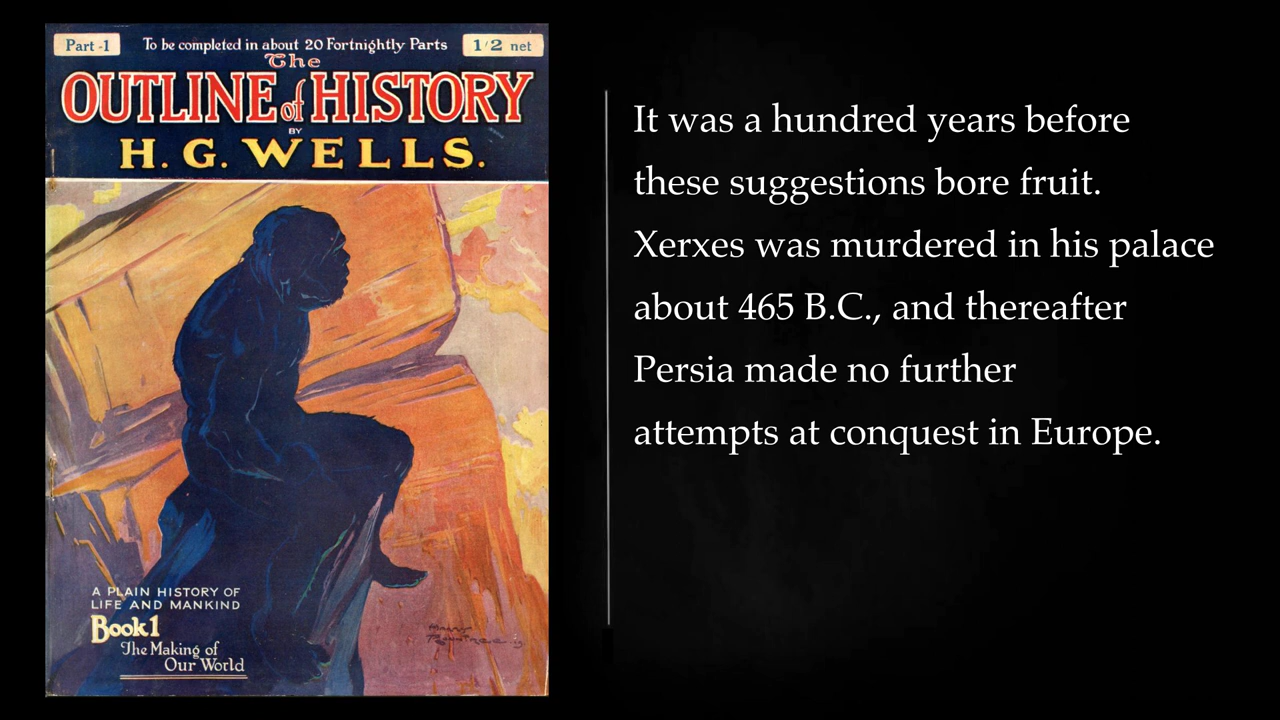 Part -1
To be completed in about 20 Fortnightly Parts
1/2 net
The
OUTLINE of HISTORY
BY
H. G. WELLS.
A PLAIN HISTORY OF
LIFE AND MANKIND
Book 1
The Making of
Our World
It was a hundred years before
these suggestions bore fruit.
Xerxes was murdered in his palace
about 465 B.C., and thereafter
Persia made no further
attempts at conquest in Europe.